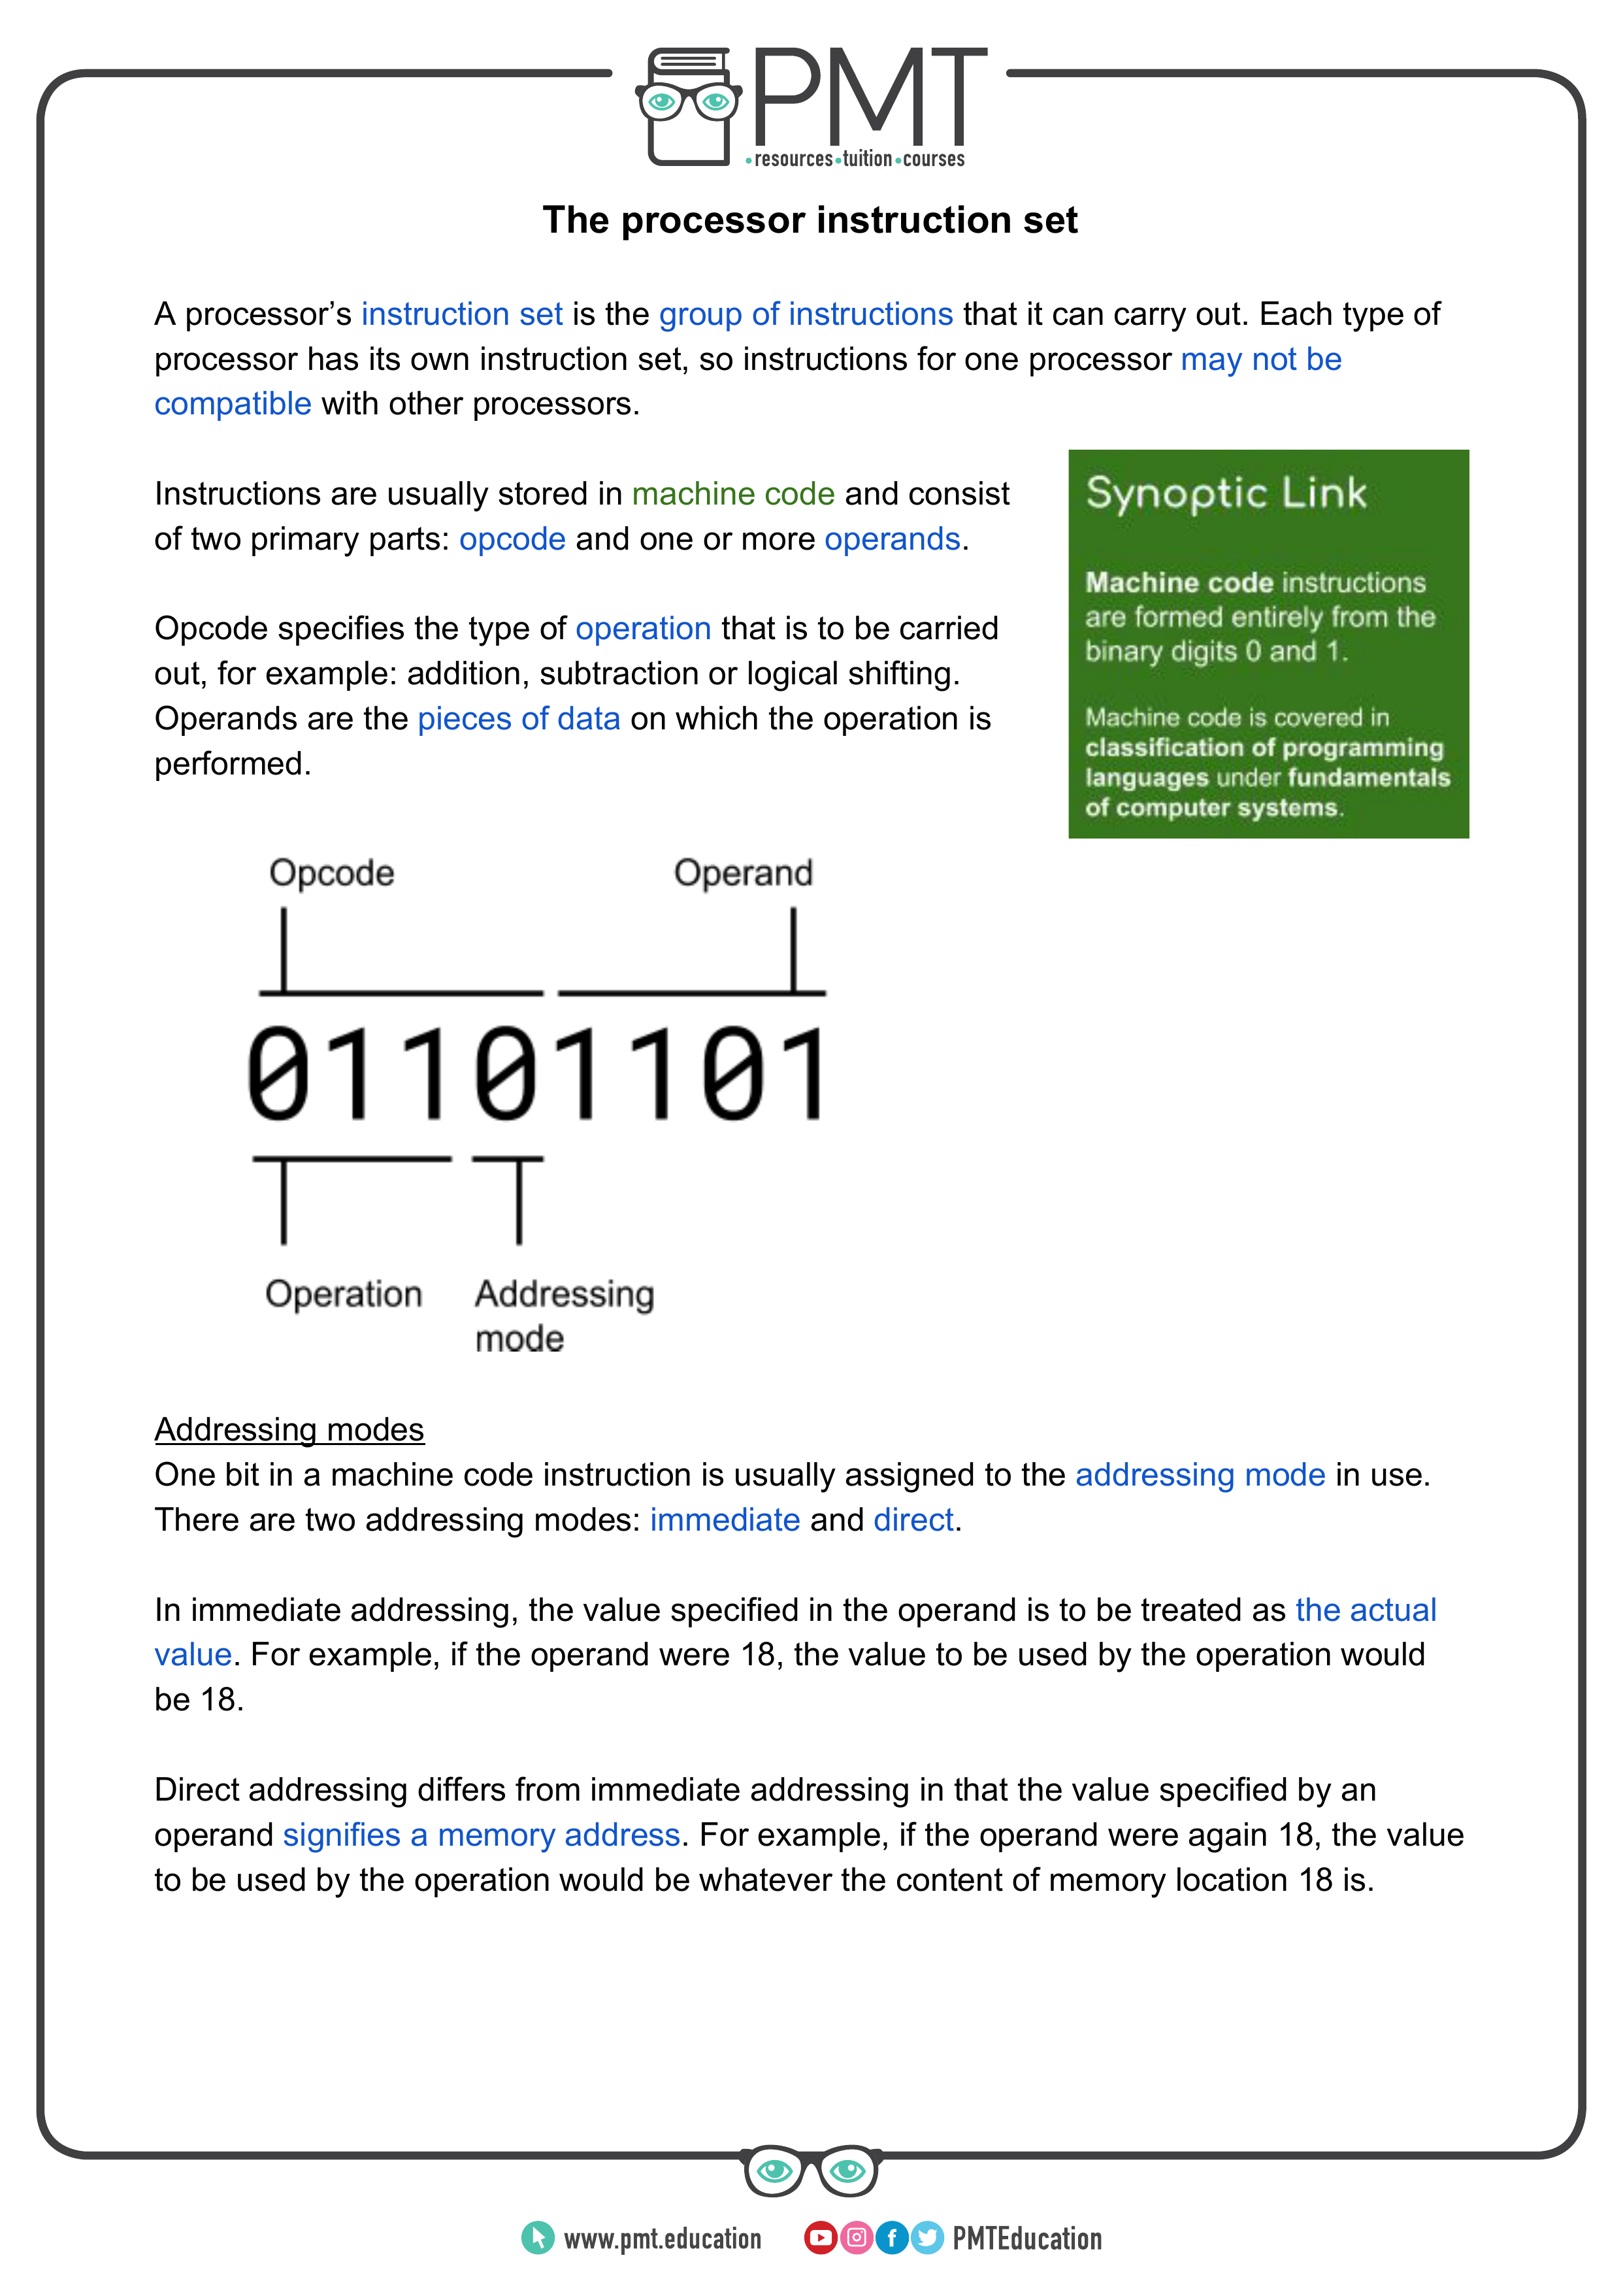 PMT
resources tuition courses
The processor instruction set
A processor’s instruction set is the group of instructions that it can carry out. Each type of
processor has its own instruction set, so instructions for one processor may not be
compatible with other processors.
Instructions are usually stored in machine code and consist
of two primary parts: opcode and one or more operands.
Opcode specifies the type of operation that is to be carried
out, for example: addition, subtraction or logical shifting.
Operands are the pieces of data on which the operation is
performed.
Synoptic Link
Machine code instructions
are formed entirely from the
binary digits 0 and 1.
Machine code is covered in
classification of programming
languages under fundamentals
of computer systems.
Opcode Operand
01101101
Operation Addressing
mode
Addressing modes
One bit in a machine code instruction is usually assigned to the addressing mode in use.
There are two addressing modes: immediate and direct.
In immediate addressing, the value specified in the operand is to be treated as the actual
value. For example, if the operand were 18, the value to be used by the operation would
be 18.
Direct addressing differs from immediate addressing in that the value specified by an
operand signifies a memory address. For example, if the operand were again 18, the value
to be used by the operation would be whatever the content of memory location 18 is.
www.pmt.education PMTEducation